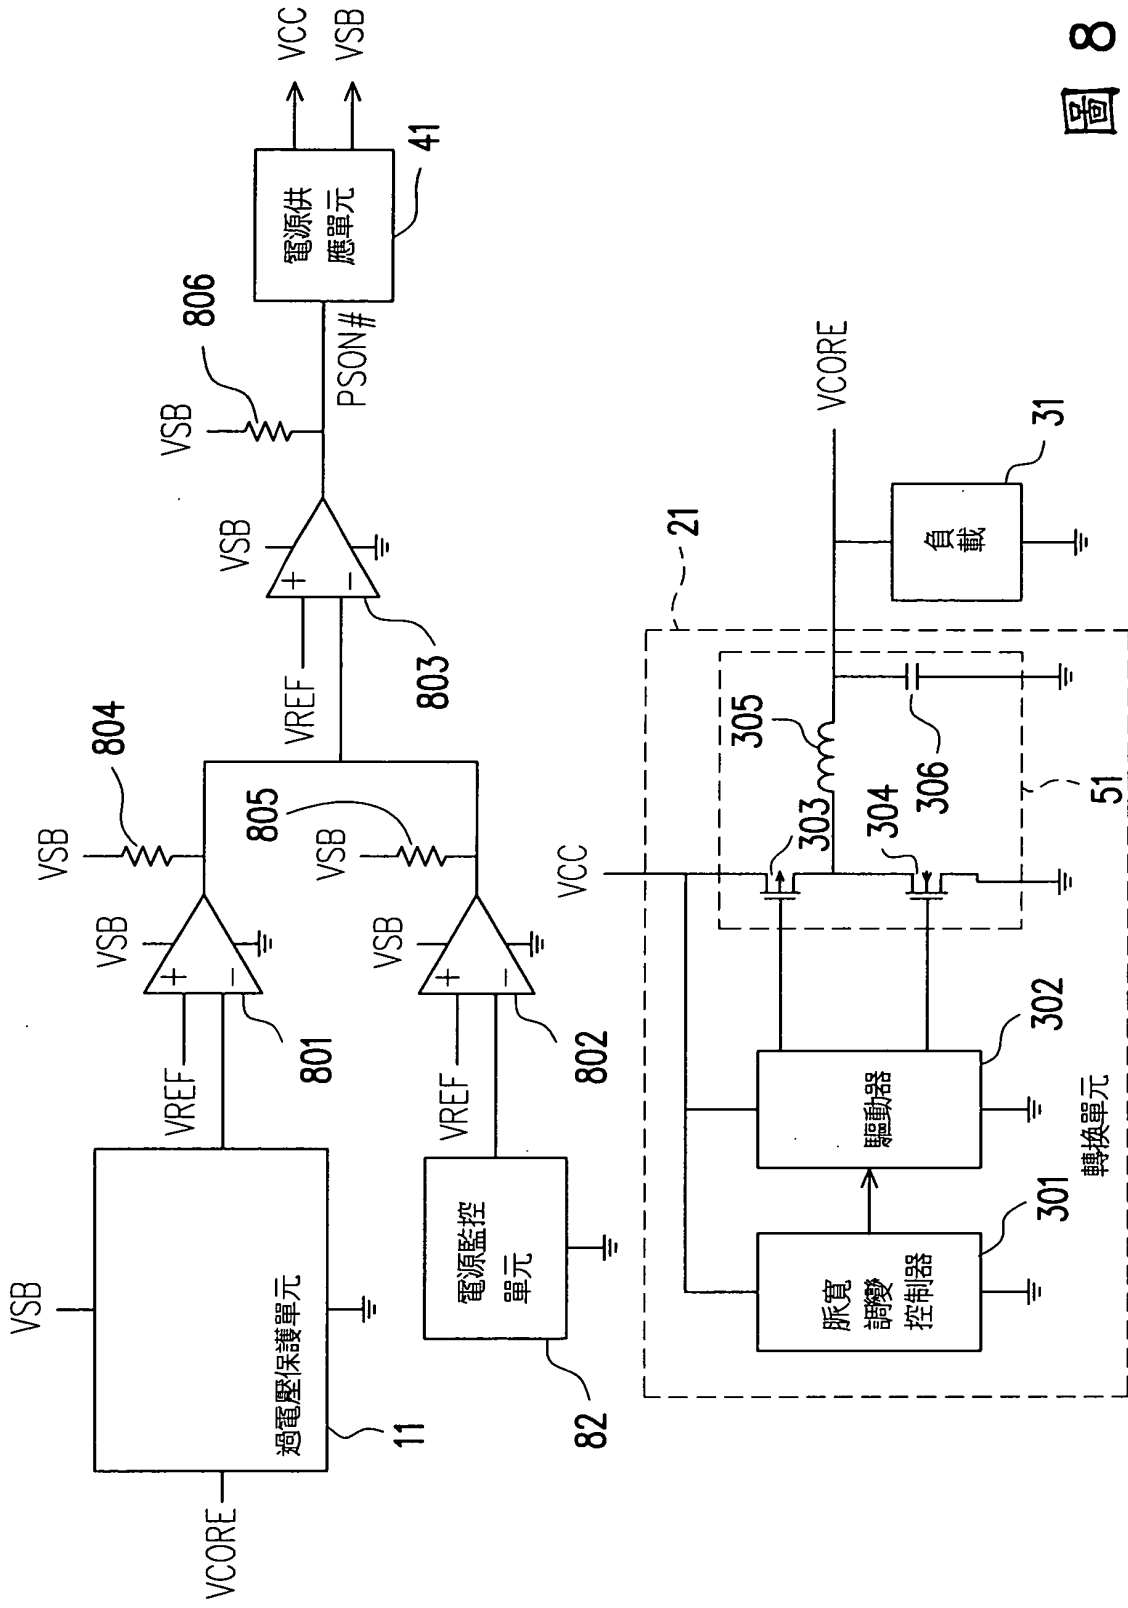 VCORE
VSB
過電壓保護單元
11
VREF
+
-
801
VSB
VSB
804
電源監控
單元
82
VREF
+
-
802
VSB
VSB
805
VREF
+
-
803
VSB
VSB
806
PSON#
電源供
應單元
41
VCC
VSB
脈寬
調變
控制器
301
驅動器
302
轉換單元
VCC
303
304
305
306
51
21
負
載
31
VCORE
圖 8